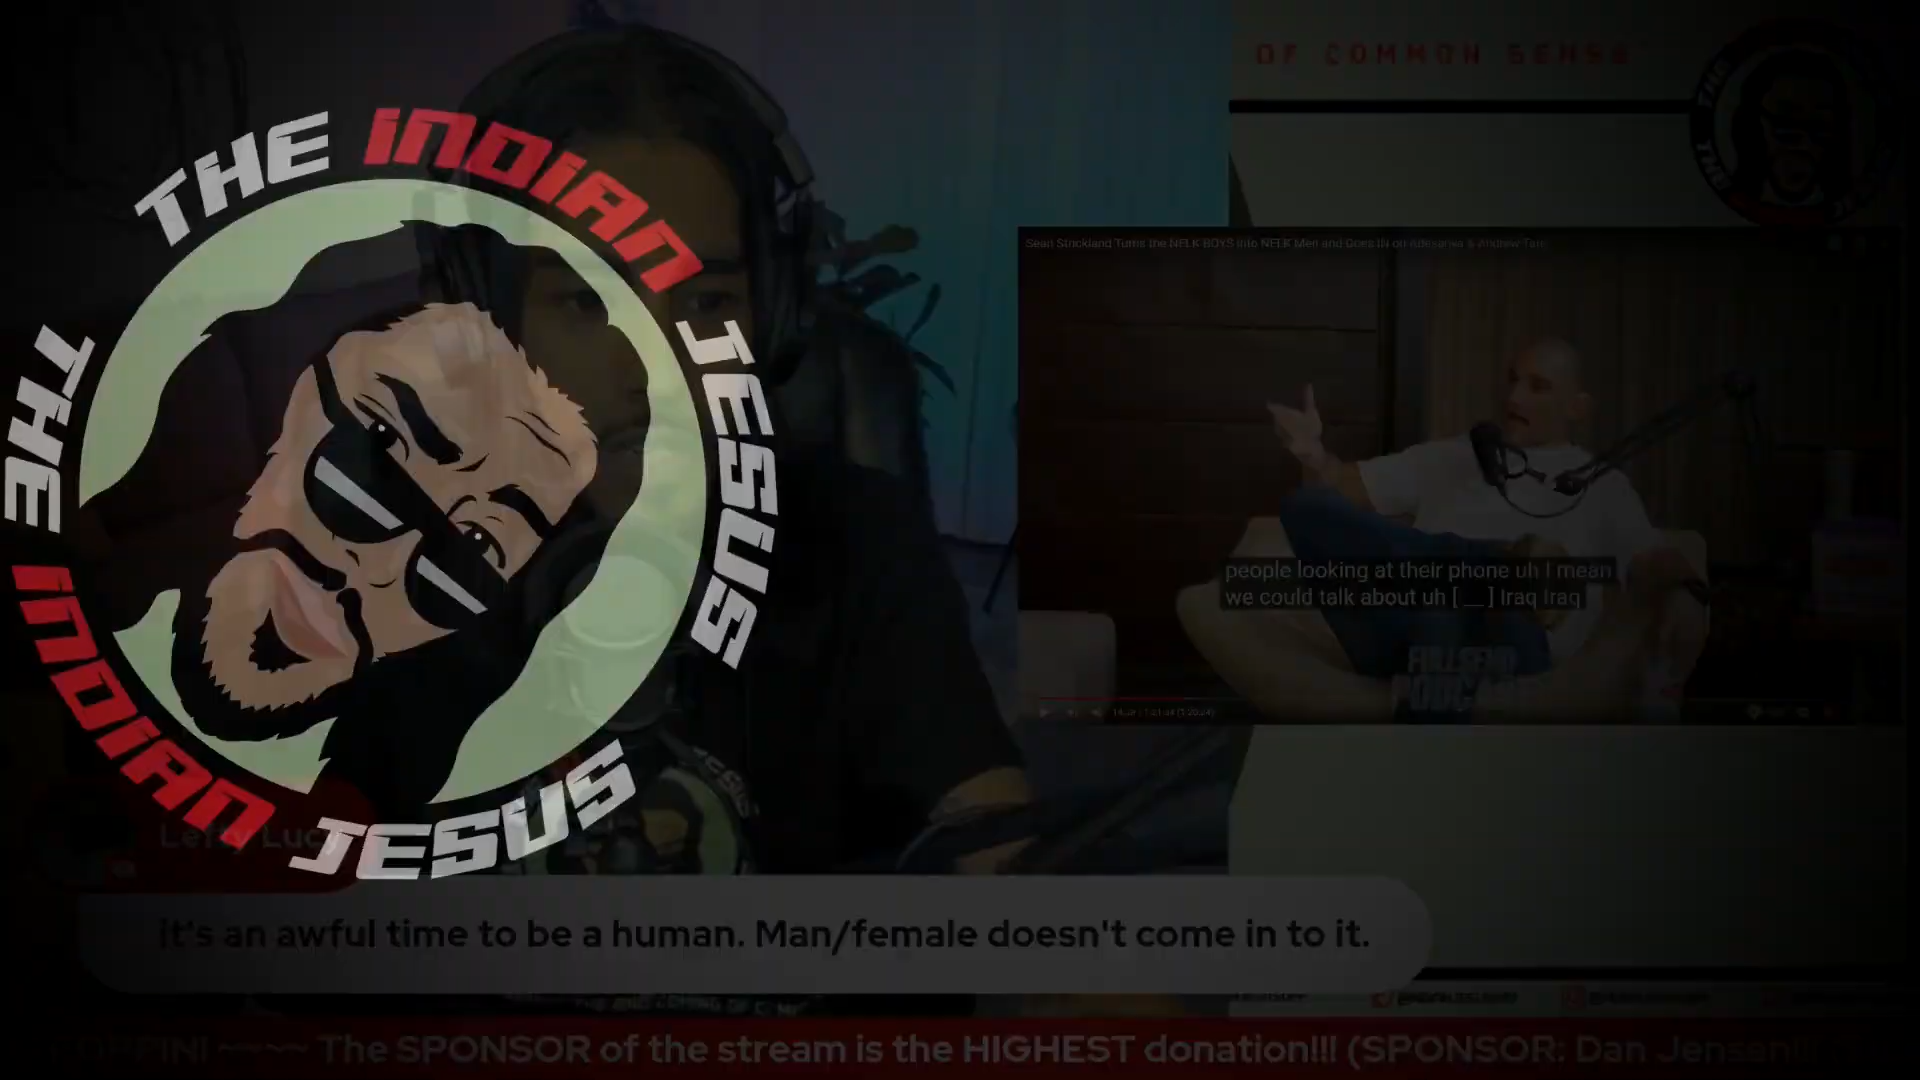 OF COMMON SENSE
THE INDIAN JESUS
THE INDIAN JESUS
Sean Strickland Turns the NELK BOYS into NELK Men and Goes IN on Adesanya & Andrew Tate
people looking at their phone uh I mean
we could talk about uh [ __ ] Iraq Iraq
FULLSEND
PODCAST
JESUS
Lefty Lucy
it's an awful time to be a human. Man/female doesn't come in to it.
The SPONSOR of the stream is the HIGHEST donation!!! (SPONSOR: Dan Jensen